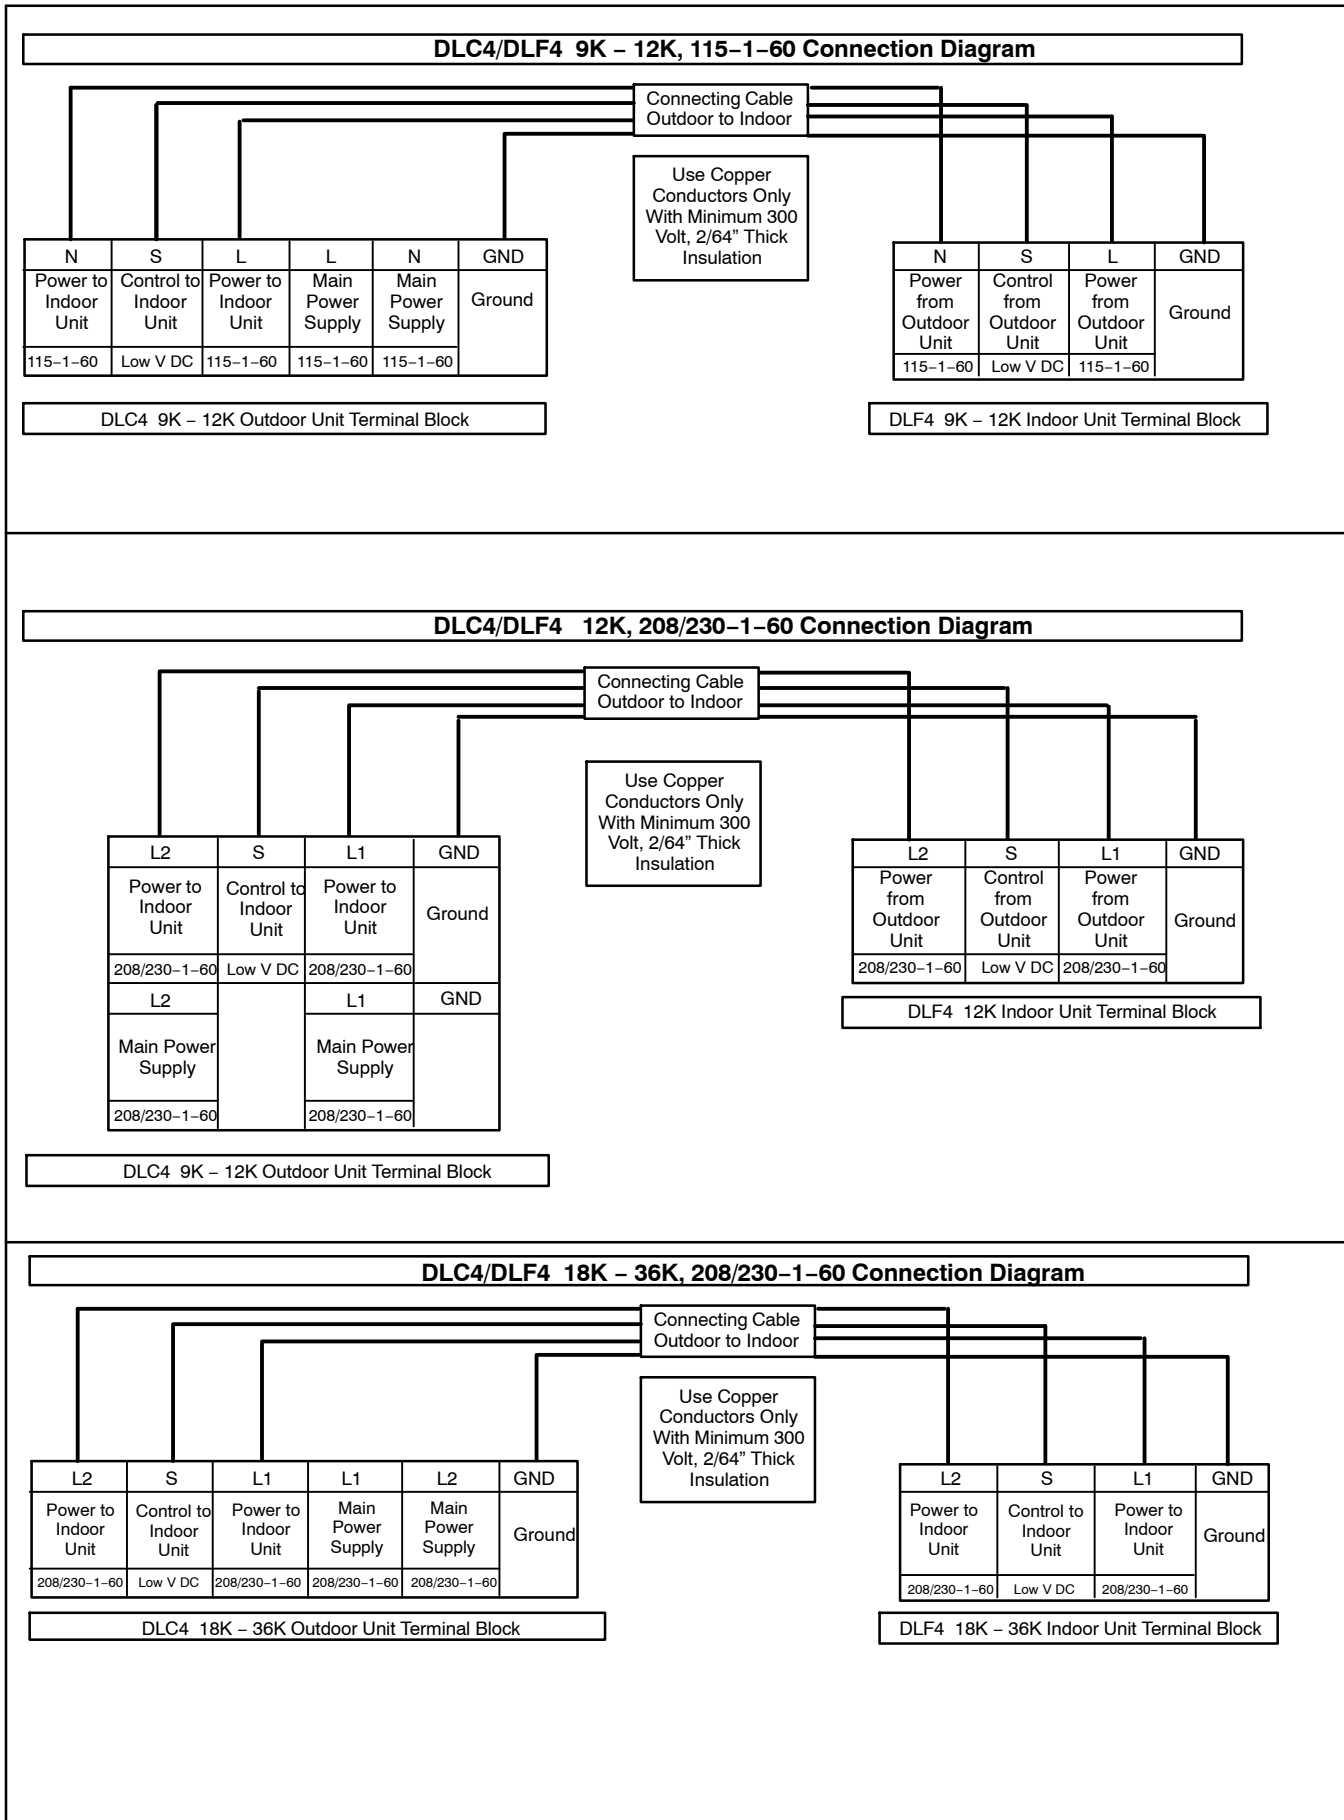 DLC4/DLF4 9K − 12K, 115−1−60 Connection Diagram
Connecting Cable
Outdoor to Indoor
Use Copper
Conductors Only
With Minimum 300
Volt, 2/64” Thick
Insulation
N S L L N GND
Power to Control to Power to Main Main
Indoor Indoor Indoor Power Power Ground
Unit Unit Unit Supply Supply
115−1−60 Low V DC 115−1−60 115−1−60 115−1−60
DLC4 9K − 12K Outdoor Unit Terminal Block
N S L GND
Power Control Power
from from from Ground
Outdoor Outdoor Outdoor
Unit Unit Unit
115−1−60 Low V DC 115−1−60
DLF4 9K − 12K Indoor Unit Terminal Block
DLC4/DLF4 12K, 208/230−1−60 Connection Diagram
Connecting Cable
Outdoor to Indoor
Use Copper
Conductors Only
With Minimum 300
Volt, 2/64” Thick
Insulation
L2 S L1 GND
Power to Control to Power to
Indoor Indoor Indoor Ground
Unit Unit Unit
208/230−1−60 Low V DC 208/230−1−60
L2 L1 GND
Main Power Main Power
Supply Supply
208/230−1−60 208/230−1−60
DLC4 9K − 12K Outdoor Unit Terminal Block
L2 S L1 GND
Power Control Power
from from from
Outdoor Outdoor Outdoor Ground
Unit Unit Unit
208/230−1−60 Low V DC 208/230−1−60
DLF4 12K Indoor Unit Terminal Block
DLC4/DLF4 18K − 36K, 208/230−1−60 Connection Diagram
Connecting Cable
Outdoor to Indoor
Use Copper
Conductors Only
With Minimum 300
Volt, 2/64” Thick
Insulation
L2 S L1 L1 L2 GND
Power to Control to Power to Main Main
Indoor Indoor Indoor Power Power Ground
Unit Unit Unit Supply Supply
208/230−1−60 Low V DC 208/230−1−60 208/230−1−60 208/230−1−60
DLC4 18K − 36K Outdoor Unit Terminal Block
L2 S L1 GND
Power to Control to Power to
Indoor Indoor Indoor Ground
Unit Unit Unit
208/230−1−60 Low V DC 208/230−1−60
DLF4 18K − 36K Indoor Unit Terminal Block